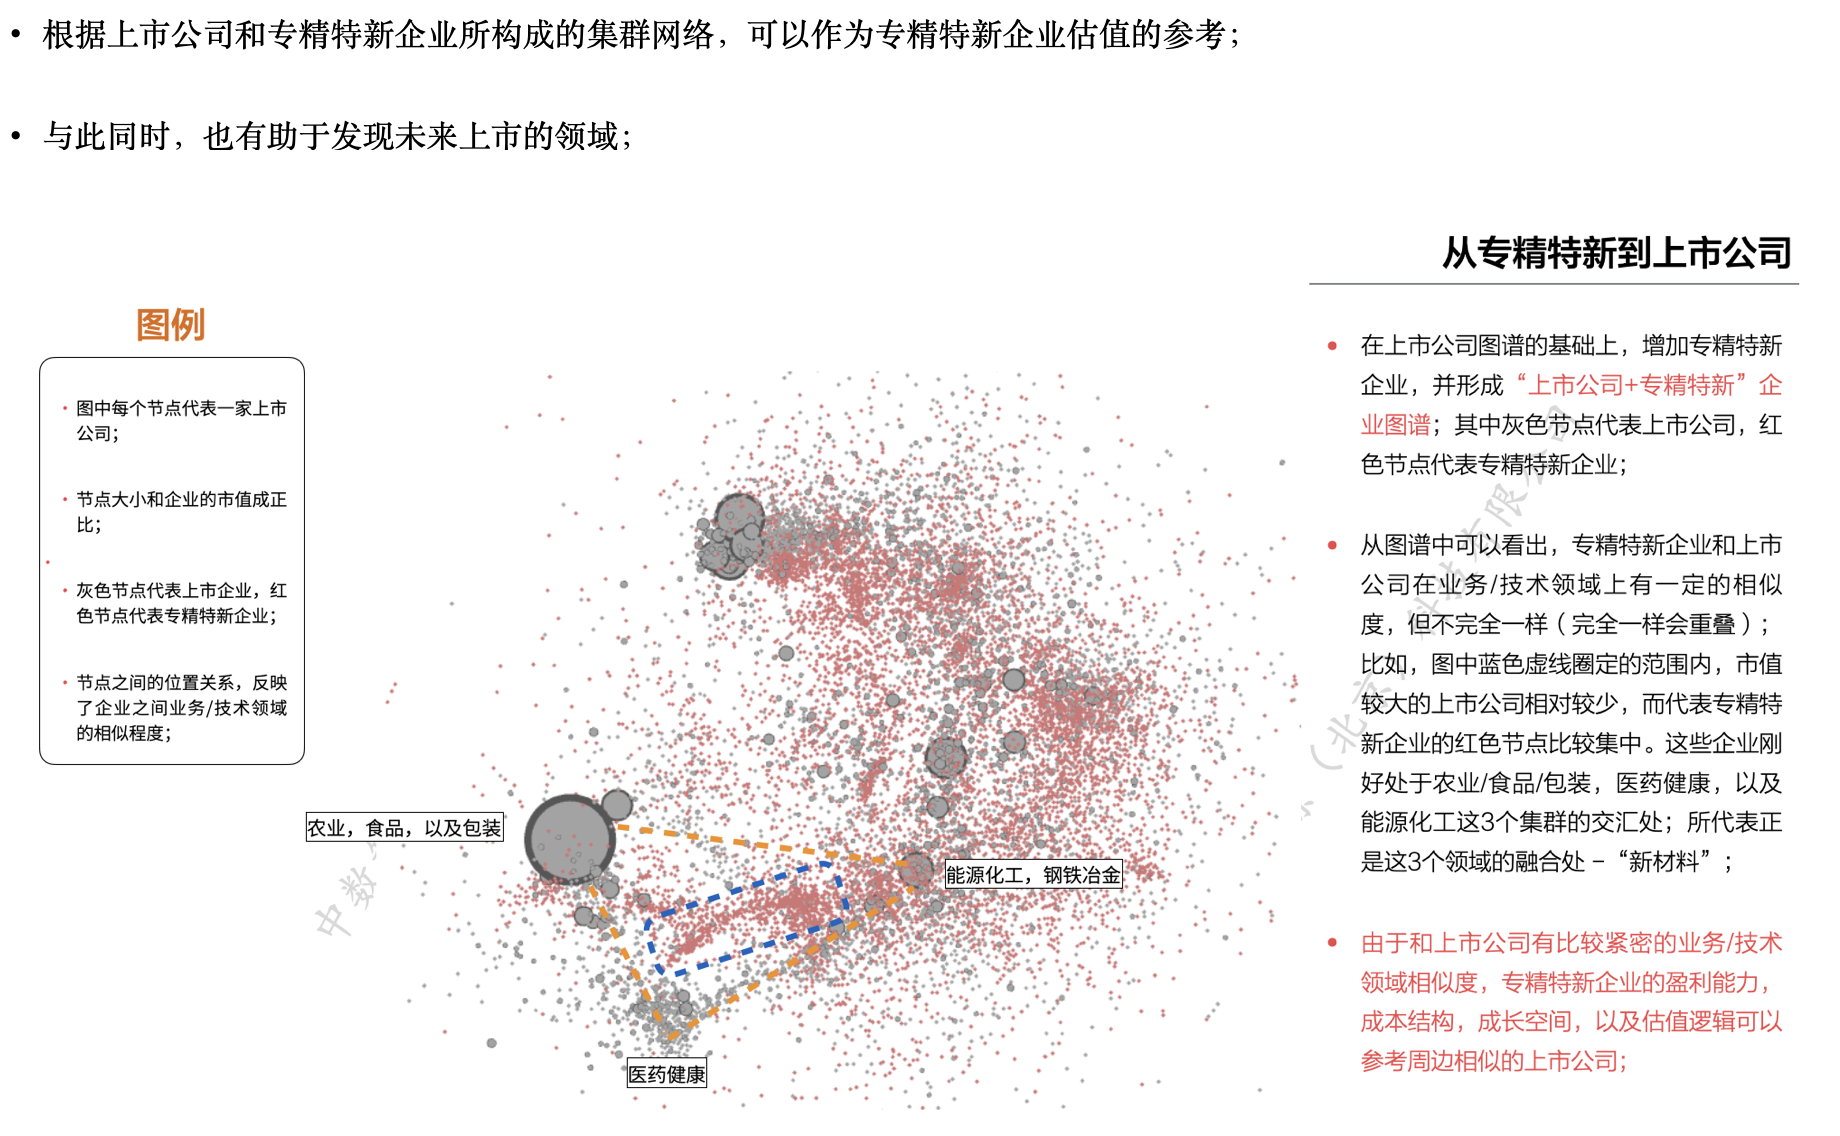 • 根据上市公司和专精特新企业所构成的集群网络，可以作为专精特新企业估值的参考；
• 与此同时，也有助于发现未来上市的领域；
从专精特新到上市公司
图例
• 图中每个节点代表一家上市
公司；
• 节点大小和企业的市值成正
比；
• 灰色节点代表上市企业，红
色节点代表专精特新企业；
• 节点之间的位置关系，反映
了企业之间业务/技术领域
的相似程度；
农业，食品，以及包装
能源化工，钢铁冶金
医药健康
• 在上市公司图谱的基础上，增加专精特新
企业，并形成“上市公司+专精特新”企
业图谱；其中灰色节点代表上市公司，红
色节点代表专精特新企业；
• 从图谱中可以看出，专精特新企业和上市
公司在业务/技术领域上有一定的相似
度，但不完全一样（完全一样会重叠）；
比如，图中蓝色虚线圈定的范围内，市值
较大的上市公司相对较少，而代表专精特
新企业的红色节点比较集中。这些企业刚
好处于农业/食品/包装，医药健康，以及
能源化工这3个集群的交汇处；所代表正
是这3个领域的融合处 – “新材料”；
• 由于和上市公司有比较紧密的业务/技术
领域相似度，专精特新企业的盈利能力，
成本结构，成长空间，以及估值逻辑可以
参考周边相似的上市公司；
中数
（北京）科技有限公司